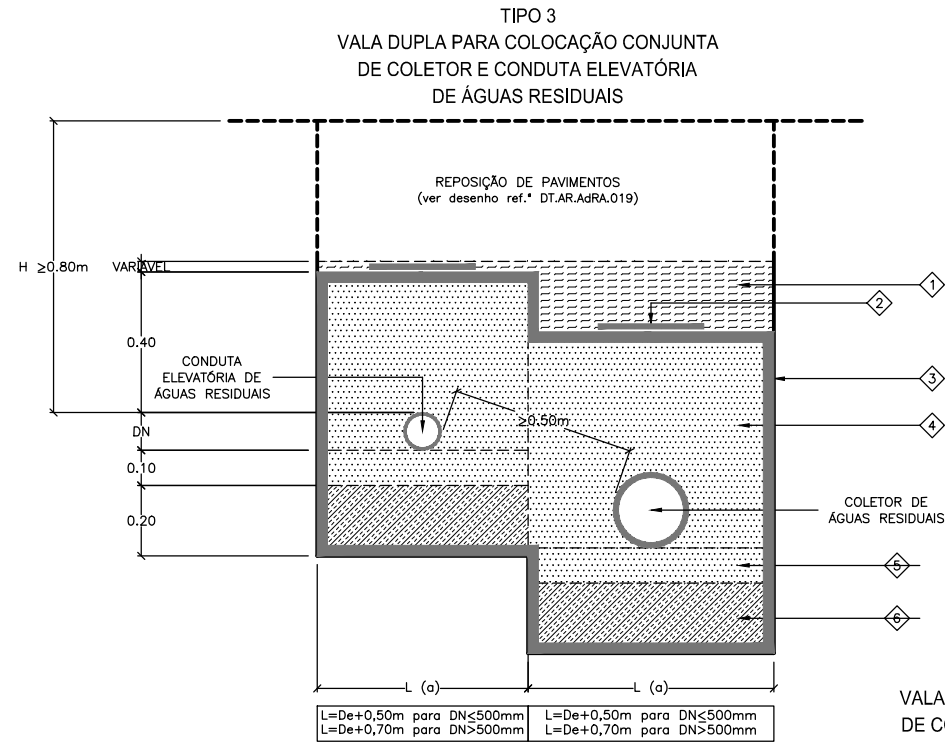 TIPO 3
VALA DUPLA PARA COLOCAÇÃO CONJUNTA
DE COLETOR E CONDUTA ELEVATÓRIA
DE ÁGUAS RESIDUAIS
REPOSIÇÃO DE PAVIMENTOS
(ver desenho ref.ª DT.AR.AdRA.019)
H ≥0.80m
VARIÁVEL
1
2
0.40
CONDUTA
ELEVATÓRIA DE
ÁGUAS RESIDUAIS
3
≥0.50m
4
DN
0.10
0.20
COLETOR DE
ÁGUAS RESIDUAIS
5
6
L (a)
L (a)
L=De+0,50m para DN≤500mm
L=De+0,70m para DN>500mm
L=De+0,50m para DN≤500mm
L=De+0,70m para DN>500mm
VALA
DE CO